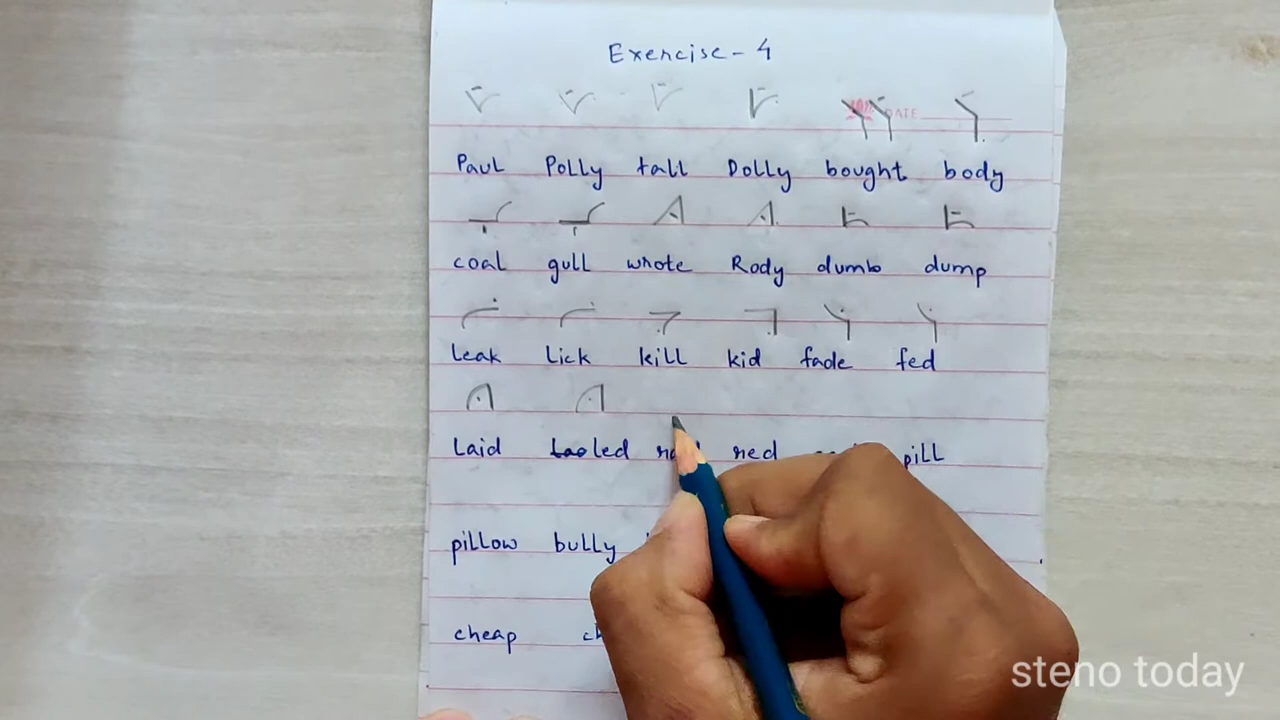 Exercise - 4
DATE
Paul Polly tall Dolly bought body
coal gull wrote Rody dumb dump
leak lick kill kid fade fed
laid led red pill
pillow bully
cheap
steno today